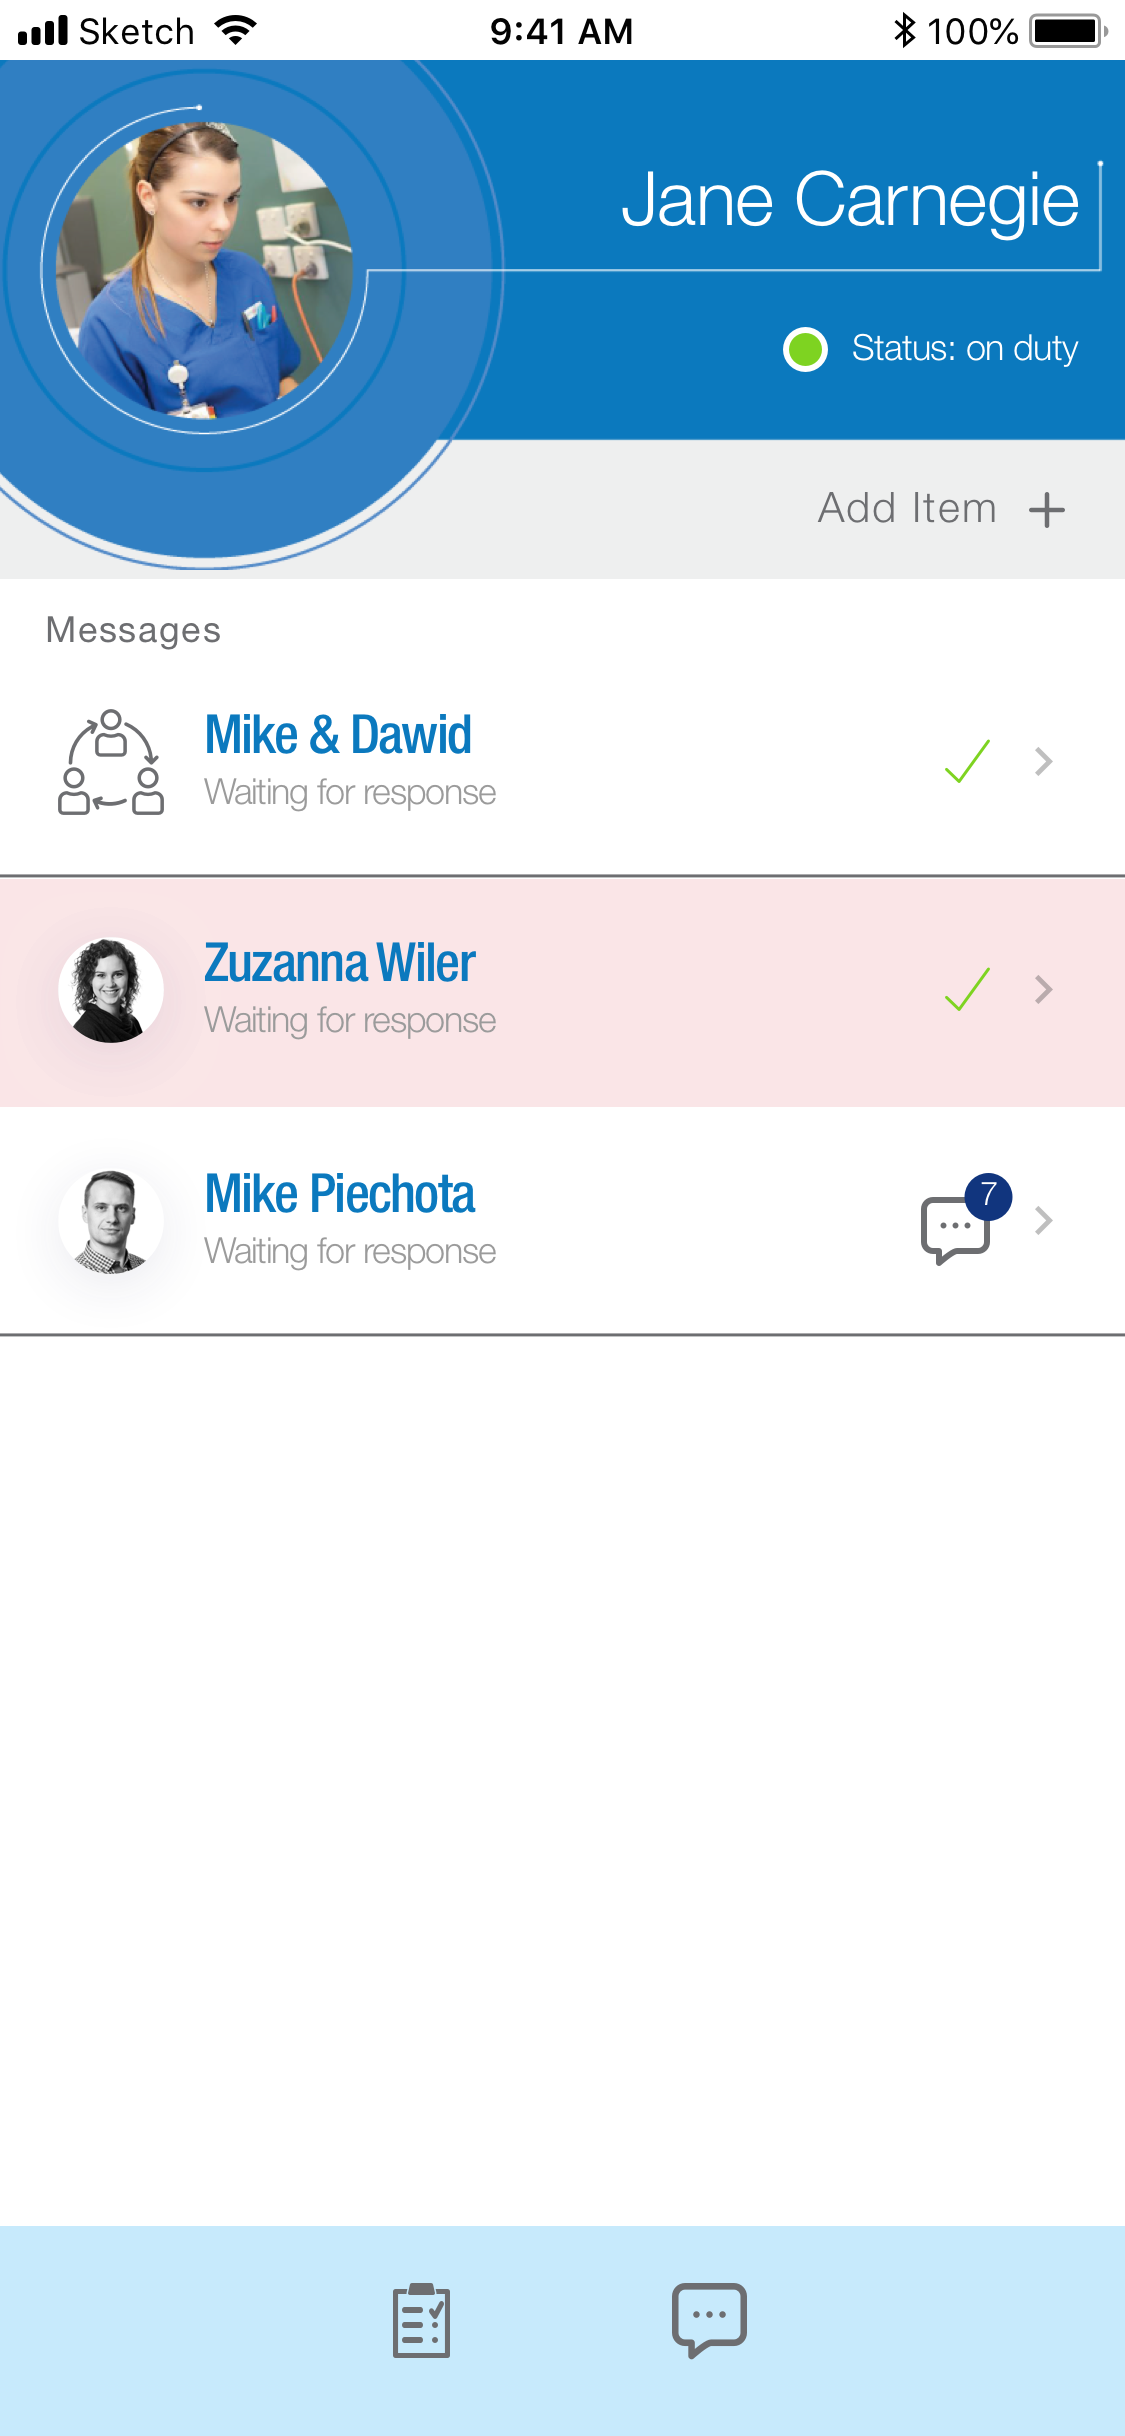 Sketch 9:41 AM 100%
Jane Carnegie
Status: on duty
Add Item +
Messages
Mike & Dawid
Waiting for response
Zuzanna Wiler
Waiting for response
Mike Piechota
7
Waiting for response